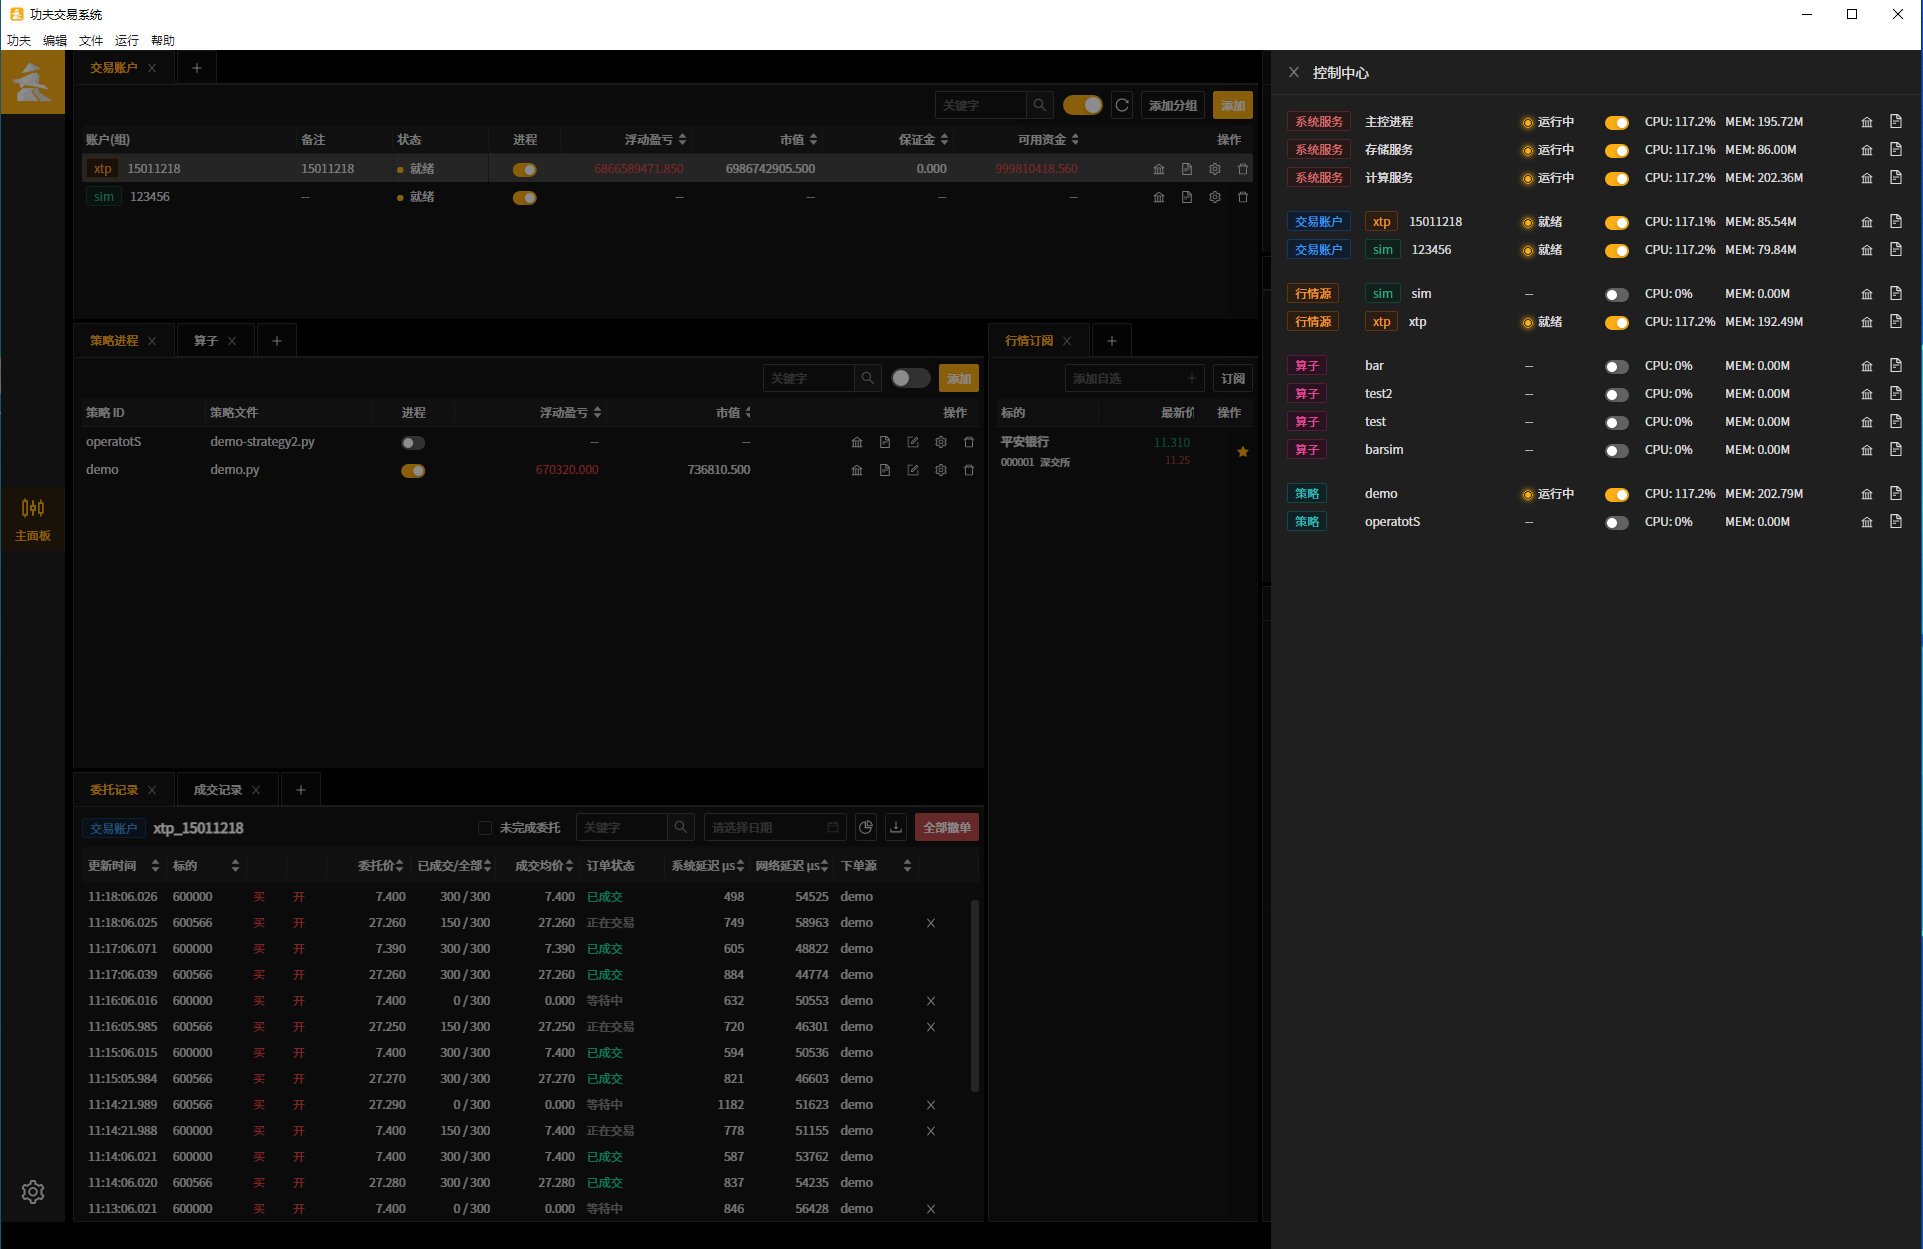 功夫交易系统
功夫 编辑 文件 运行 帮助
交易账户
关键字 添加分组 添加
账户(组) 备注 状态 进程 浮动盈亏 市值 保证金 可用资金 操作
xtp 15011218 15011218 就绪 6866589471.850 6986742905.500 0.000 999810418.560
sim 123456 -- 就绪 -- -- -- --
策略进程 算子
关键字 添加
策略 ID 策略文件 进程 浮动盈亏 市值 操作
operatotS demo-strategy2.py -- --
demo demo.py 670320.000 736810.500
行情订阅
添加自选 订阅
标的 最新价 操作
平安银行 11.310
000001 深交所 11.25
主面板
委托记录 成交记录
交易账户 xtp_15011218 未完成委托 关键字 请选择日期 全部撤单
更新时间 标的 委托价 已成交/全部 成交均价 订单状态 系统延迟 μs 网络延迟 μs 下单源
11:18:06.026 600000 买 开 7.400 300 / 300 7.400 已成交 498 54525 demo
11:18:06.025 600566 买 开 27.260 150 / 300 27.260 正在交易 749 58963 demo
11:17:06.071 600000 买 开 7.390 300 / 300 7.390 已成交 605 48822 demo
11:17:06.039 600566 买 开 27.260 300 / 300 27.260 已成交 884 44774 demo
11:16:06.016 600000 买 开 7.400 0 / 300 0.000 等待中 632 50553 demo
11:16:05.985 600566 买 开 27.250 150 / 300 27.250 正在交易 720 46301 demo
11:15:06.015 600000 买 开 7.400 300 / 300 7.400 已成交 594 50536 demo
11:15:05.984 600566 买 开 27.270 300 / 300 27.270 已成交 821 46603 demo
11:14:21.989 600566 买 开 27.290 0 / 300 0.000 等待中 1182 51623 demo
11:14:21.988 600000 买 开 7.400 150 / 300 7.400 正在交易 778 51155 demo
11:14:06.021 600000 买 开 7.400 300 / 300 7.400 已成交 587 53762 demo
11:14:06.020 600566 买 开 27.280 300 / 300 27.280 已成交 837 54235 demo
11:13:06.021 600000 买 开 7.400 0 / 300 0.000 等待中 846 56428 demo
控制中心
系统服务 主控进程 运行中 CPU: 117.2% MEM: 195.72M
系统服务 存储服务 运行中 CPU: 117.1% MEM: 86.00M
系统服务 计算服务 运行中 CPU: 117.2% MEM: 202.36M
交易账户 xtp 15011218 就绪 CPU: 117.1% MEM: 85.54M
交易账户 sim 123456 就绪 CPU: 117.2% MEM: 79.84M
行情源 sim sim -- CPU: 0% MEM: 0.00M
行情源 xtp xtp 就绪 CPU: 117.2% MEM: 192.49M
算子 bar -- CPU: 0% MEM: 0.00M
算子 test2 -- CPU: 0% MEM: 0.00M
算子 test -- CPU: 0% MEM: 0.00M
算子 barsim -- CPU: 0% MEM: 0.00M
策略 demo 运行中 CPU: 117.2% MEM: 202.79M
策略 operatotS -- CPU: 0% MEM: 0.00M